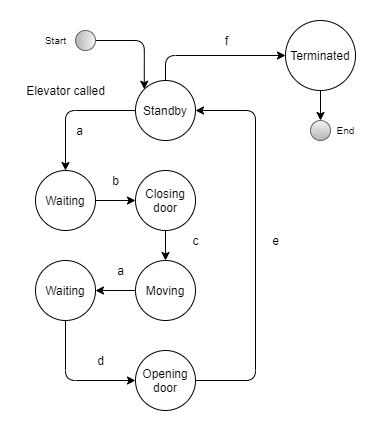 Start
f
Terminated
Elevator called
Standby
End
a
Waiting
b
Closing
door
c
e
Waiting
a
Moving
d
Opening
door